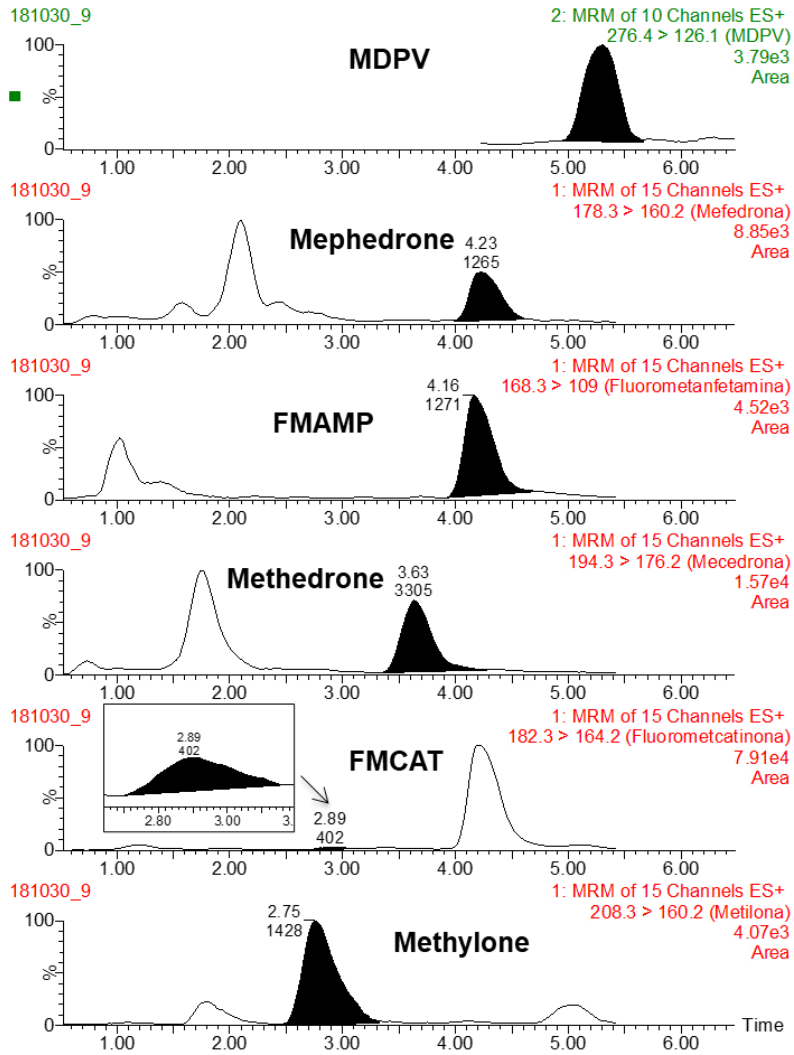 181030_9
2: MRM of 10 Channels ES+
276.4 > 126.1 (MDPV)
3.79e3
Area
MDPV
100
%
0
1.00 2.00 3.00 4.00 5.00 6.00
181030_9
1: MRM of 15 Channels ES+
178.3 > 160.2 (Mefedrona)
8.85e3
Area
Mephedrone
4.23
1265
100
%
0
1.00 2.00 3.00 4.00 5.00 6.00
181030_9
1: MRM of 15 Channels ES+
168.3 > 109 (Fluorometanfetamina)
4.52e3
Area
FMAMP
4.16
1271
100
%
0
1.00 2.00 3.00 4.00 5.00 6.00
181030_9
1: MRM of 15 Channels ES+
194.3 > 176.2 (Mecedrona)
1.57e4
Area
Methedrone
3.63
3305
100
%
0
1.00 2.00 3.00 4.00 5.00 6.00
181030_9
1: MRM of 15 Channels ES+
182.3 > 164.2 (Fluorometcatinona)
7.91e4
Area
FMCAT
2.89
402
2.80 3.00 3.
2.89
402
100
%
0
1.00 2.00 3.00 4.00 5.00 6.00
181030_9
1: MRM of 15 Channels ES+
208.3 > 160.2 (Metilona)
4.07e3
Area
Methylone
2.75
1428
100
%
0
Time
1.00 2.00 3.00 4.00 5.00 6.00